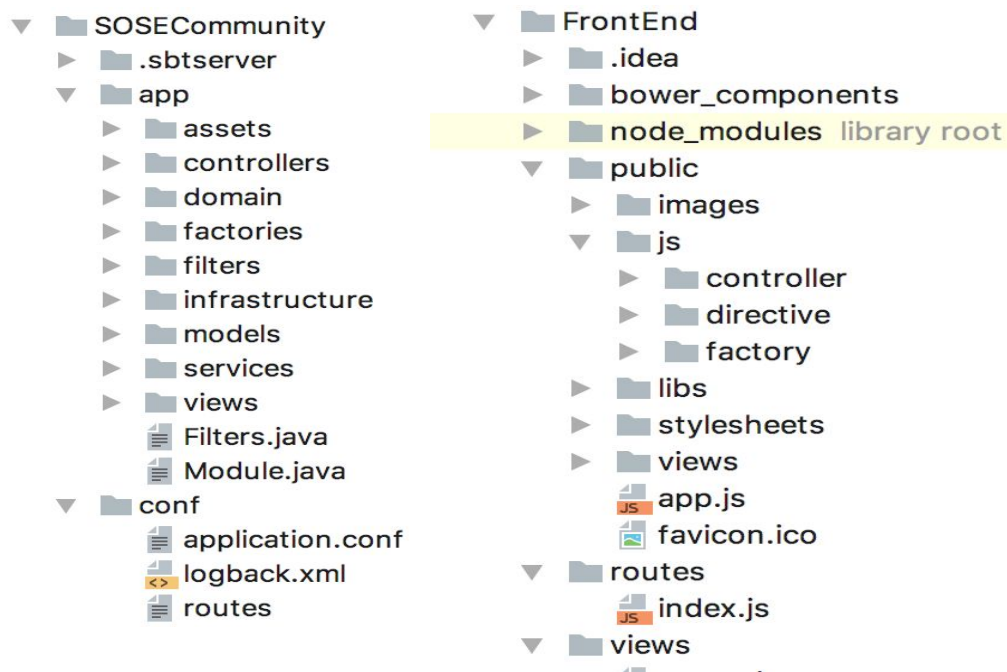 SOSECommunity
.sbtserver
app
assets
controllers
domain
factories
filters
infrastructure
models
services
views
Filters.java
Module.java
conf
application.conf
logback.xml
routes
FrontEnd
.idea
bower_components
node_modules library root
public
images
js
controller
directive
factory
libs
stylesheets
views
JS app.js
favicon.ico
routes
JS index.js
views